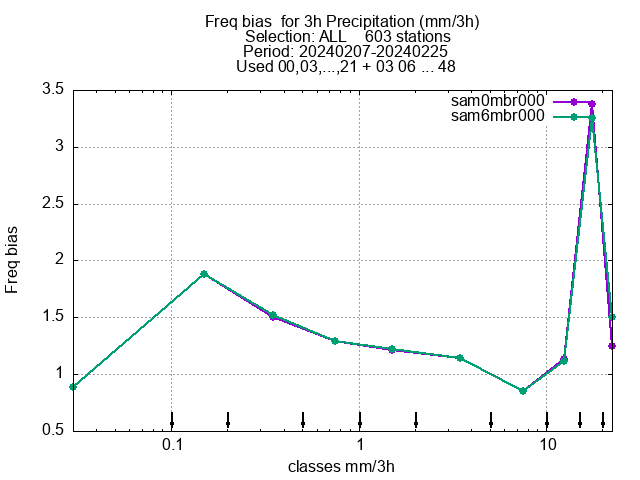 Freq bias  for 3h Precipitation (mm/3h)
Selection: ALL    603 stations
Period: 20240207-20240225
Used 00,03,...,21 + 03 06 ... 48
sam0mbr000
sam6mbr000
3.5
3
2.5
2
1.5
1
0.5
Freq bias
0.1 1 10
classes mm/3h